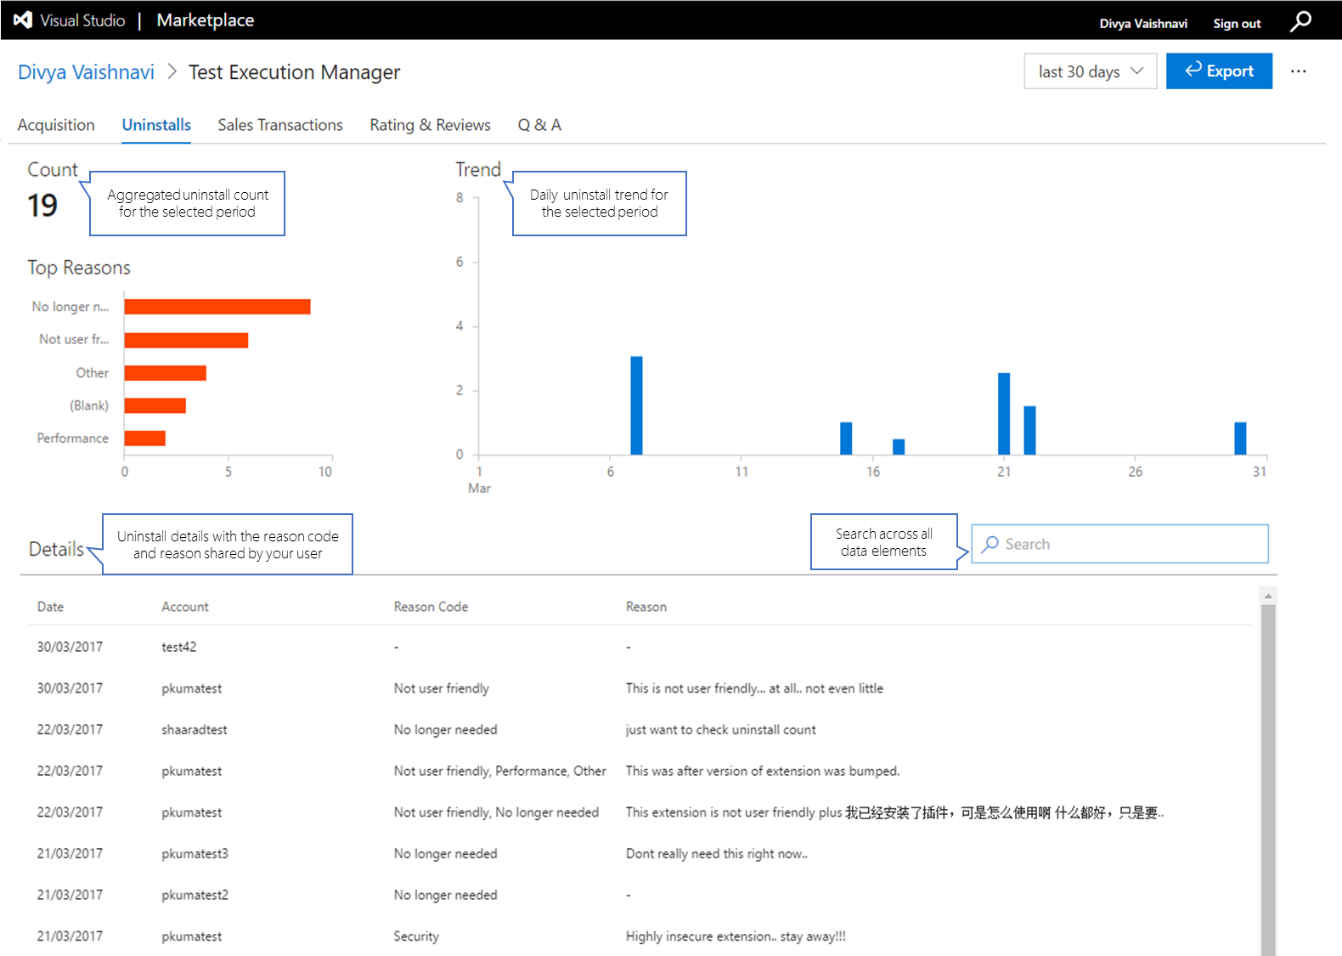 Visual Studio | Marketplace
Divya Vaishnavi Sign out
Divya Vaishnavi > Test Execution Manager
last 30 days Export ...
Acquisition Uninstalls Sales Transactions Rating & Reviews Q & A
Count
19
Aggregated uninstall count
for the selected period
Top Reasons
No longer n...
Not user fr...
Other
(Blank)
Performance
0 5 10
Trend
Daily uninstall trend for
the selected period
8
6
4
2
0
1 6 11 16 21 26 31
Mar
Details
Uninstall details with the reason code
and reason shared by your user
Search across all
data elements
Search
Date Account Reason Code Reason
30/03/2017 test42 - -
30/03/2017 pkumatest Not user friendly This is not user friendly... at all.. not even little
22/03/2017 shaaradtest No longer needed just want to check uninstall count
22/03/2017 pkumatest Not user friendly, Performance, Other This was after version of extension was bumped.
22/03/2017 pkumatest Not user friendly, No longer needed This extension is not user friendly plus 我已经安装了插件，可是怎么使用啊 什么都好，只是要..
21/03/2017 pkumatest3 No longer needed Dont really need this right now..
21/03/2017 pkumatest2 No longer needed -
21/03/2017 pkumatest Security Highly insecure extension.. stay away!!!